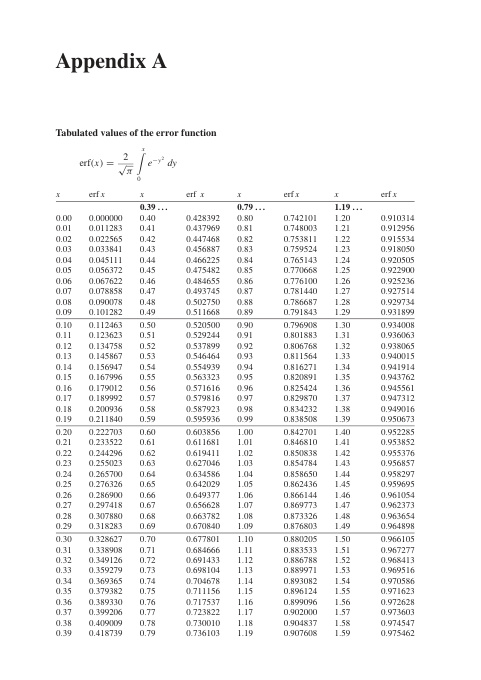 Appendix A
Tabulated values of the error function
erf(x) = 2/√π ∫₀ˣ e^−y² dy
x erf x x erf x x erf x x erf x
0.39 … 0.79 … 1.19 …
0.00 0.000000 0.40 0.428392 0.80 0.742101 1.20 0.910314
0.01 0.011283 0.41 0.437969 0.81 0.748003 1.21 0.912956
0.02 0.022565 0.42 0.447468 0.82 0.753811 1.22 0.915534
0.03 0.033841 0.43 0.456887 0.83 0.759524 1.23 0.918050
0.04 0.045111 0.44 0.466225 0.84 0.765143 1.24 0.920505
0.05 0.056372 0.45 0.475482 0.85 0.770668 1.25 0.922900
0.06 0.067622 0.46 0.484655 0.86 0.776100 1.26 0.925236
0.07 0.078858 0.47 0.493745 0.87 0.781440 1.27 0.927514
0.08 0.090078 0.48 0.502750 0.88 0.786687 1.28 0.929734
0.09 0.101282 0.49 0.511668 0.89 0.791843 1.29 0.931899
0.10 0.112463 0.50 0.520500 0.90 0.796908 1.30 0.934008
0.11 0.123623 0.51 0.529244 0.91 0.801883 1.31 0.936063
0.12 0.134758 0.52 0.537899 0.92 0.806768 1.32 0.938065
0.13 0.145867 0.53 0.546464 0.93 0.811564 1.33 0.940015
0.14 0.156947 0.54 0.554939 0.94 0.816271 1.34 0.941914
0.15 0.167996 0.55 0.563323 0.95 0.820891 1.35 0.943762
0.16 0.179012 0.56 0.571616 0.96 0.825424 1.36 0.945561
0.17 0.189992 0.57 0.579816 0.97 0.829870 1.37 0.947312
0.18 0.200936 0.58 0.587923 0.98 0.834232 1.38 0.949016
0.19 0.211840 0.59 0.595936 0.99 0.838508 1.39 0.950673
0.20 0.222703 0.60 0.603856 1.00 0.842701 1.40 0.952285
0.21 0.233522 0.61 0.611681 1.01 0.846810 1.41 0.953852
0.22 0.244296 0.62 0.619411 1.02 0.850838 1.42 0.955376
0.23 0.255023 0.63 0.627046 1.03 0.854784 1.43 0.956857
0.24 0.265700 0.64 0.634586 1.04 0.858650 1.44 0.958297
0.25 0.276326 0.65 0.642029 1.05 0.862436 1.45 0.959695
0.26 0.286900 0.66 0.649377 1.06 0.866144 1.46 0.961054
0.27 0.297418 0.67 0.656628 1.07 0.869773 1.47 0.962373
0.28 0.307880 0.68 0.663782 1.08 0.873326 1.48 0.963654
0.29 0.318283 0.69 0.670840 1.09 0.876803 1.49 0.964898
0.30 0.328627 0.70 0.677801 1.10 0.880205 1.50 0.966105
0.31 0.338908 0.71 0.684666 1.11 0.883533 1.51 0.967277
0.32 0.349126 0.72 0.691433 1.12 0.886788 1.52 0.968413
0.33 0.359279 0.73 0.698104 1.13 0.889971 1.53 0.969516
0.34 0.369365 0.74 0.704678 1.14 0.893082 1.54 0.970586
0.35 0.379382 0.75 0.711156 1.15 0.896124 1.55 0.971623
0.36 0.389330 0.76 0.717537 1.16 0.899096 1.56 0.972628
0.37 0.399206 0.77 0.723822 1.17 0.902000 1.57 0.973603
0.38 0.409009 0.78 0.730018 1.18 0.904837 1.58 0.974547
0.39 0.418739 0.79 0.736103 1.19 0.907608 1.59 0.975462